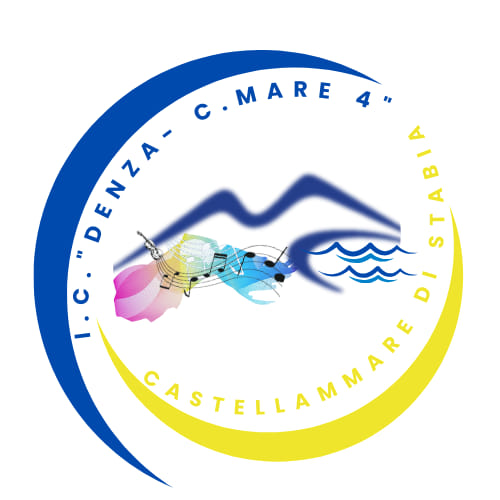 I.C."DENZA- C.MARE 4"
CASTELLAMMARE DI STABIA